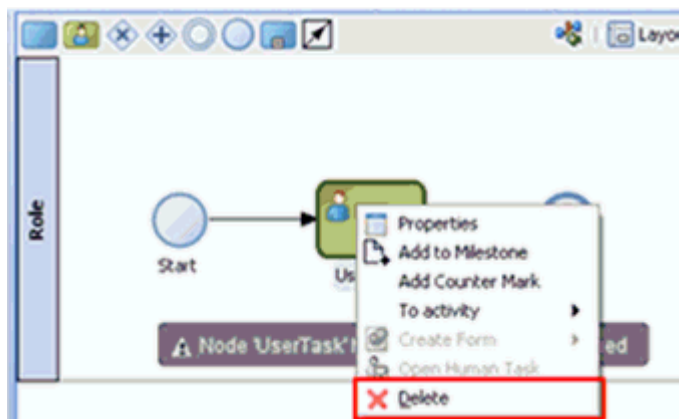 Layou
Role
Start
Us
Properties
Add to Milestone
Add Counter Mark
To activity
Create Form
Open Human Task
Delete
Node 'UserTask' h
ed